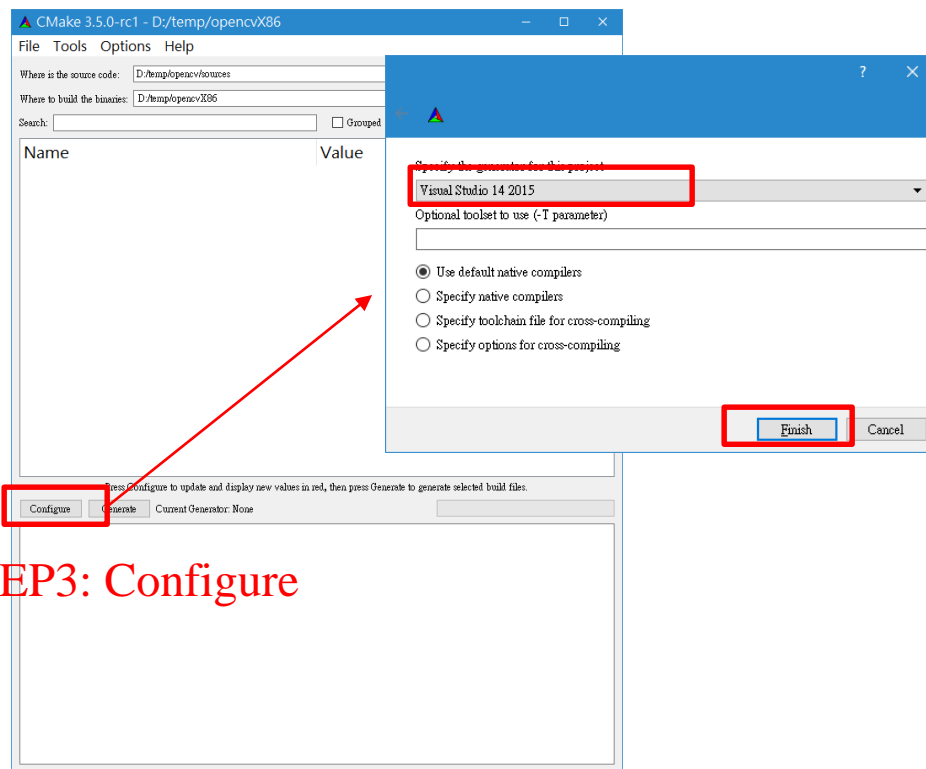 CMake 3.5.0-rc1 - D:/temp/opencvX86
File Tools Options Help
Where is the source code: D:/temp/opencv/sources
Where to build the binaries: D:/temp/opencvX86
Search: Grouped
Name Value
Specify the generator for this project
Visual Studio 14 2015
Optional toolset to use (-T parameter)
Use default native compilers
Specify native compilers
Specify toolchain file for cross-compiling
Specify options for cross-compiling
Finish Cancel
Press Configure to update and display new values in red, then press Generate to generate selected build files.
Configure Generate Current Generator: None
EP3: Configure